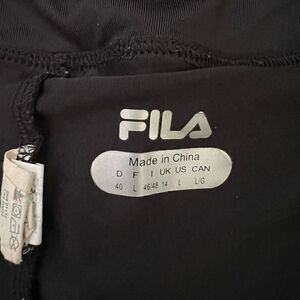 FILA
Made in China
D F I UK US CAN
40 L 46/48 14 L L/G